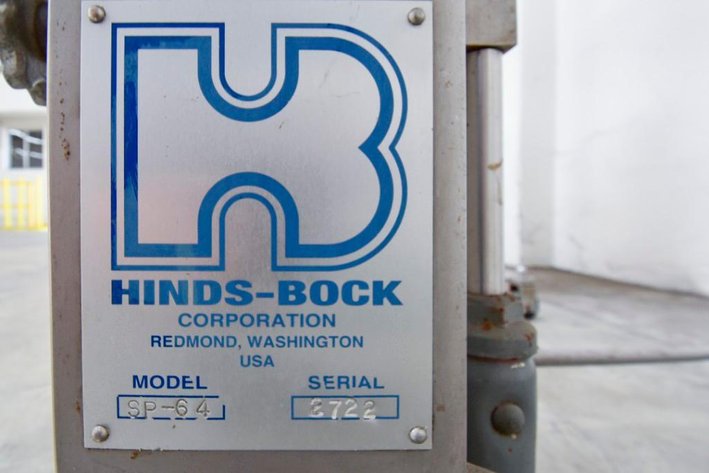 HINDS-BOCK
CORPORATION
REDMOND, WASHINGTON
USA
MODEL SERIAL
SP-64 2722